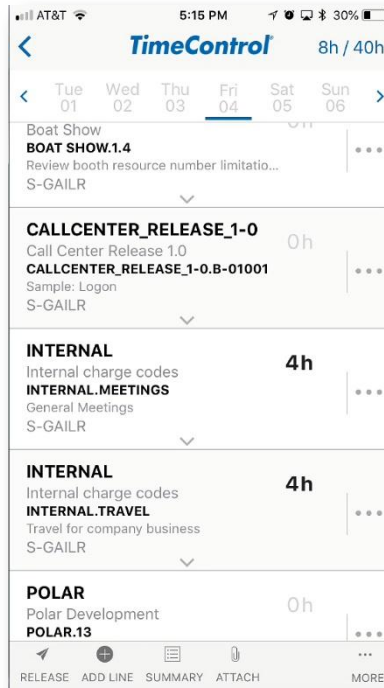 AT&T 5:15 PM 30%
TimeControl 8h / 40h
Tue Wed Thu Fri Sat Sun
01 02 03 04 05 06
Boat Show
BOAT SHOW.1.4
Review booth resource number limitatio...
S-GAILR
CALLCENTER_RELEASE_1-0
0h
Call Center Release 1.0
CALLCENTER_RELEASE_1-0.B-01001
Sample: Logon
S-GAILR
INTERNAL
4h
Internal charge codes
INTERNAL.MEETINGS
General Meetings
S-GAILR
INTERNAL
4h
Internal charge codes
INTERNAL.TRAVEL
Travel for company business
S-GAILR
POLAR
0h
Polar Development
POLAR.13
RELEASE ADD LINE SUMMARY ATTACH MORE